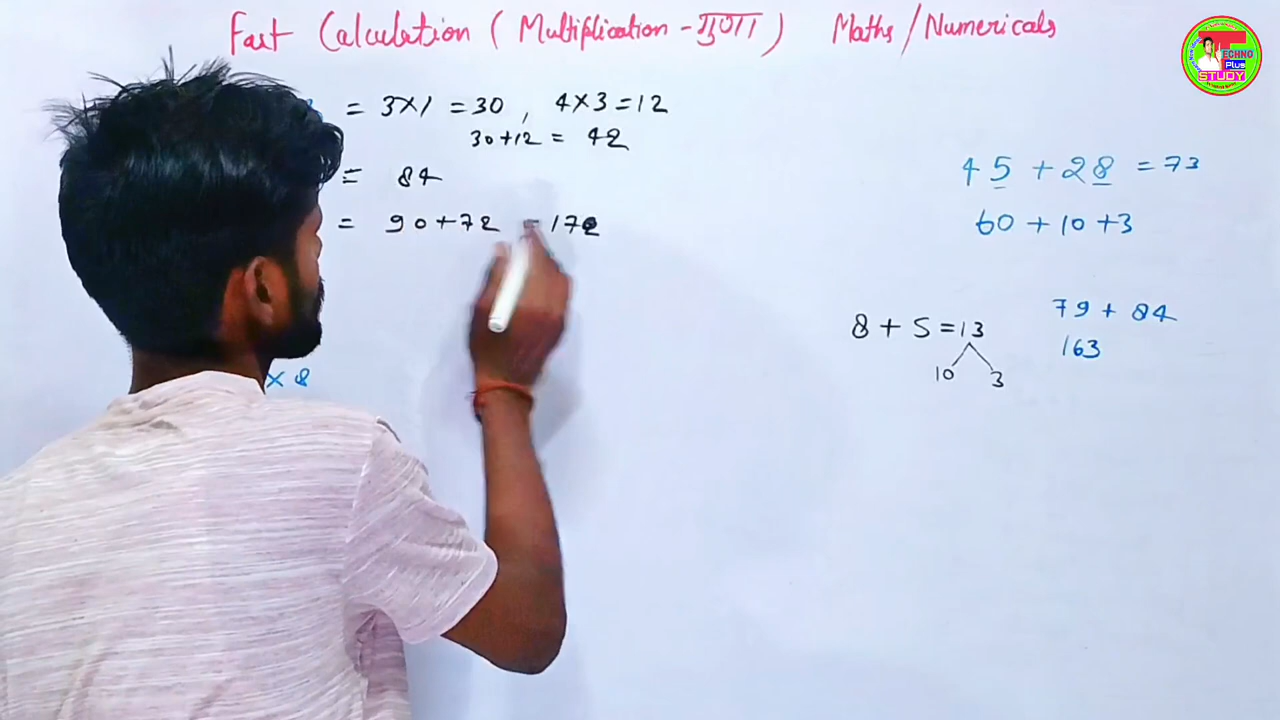 Fast Calculation ( Multiplication - गुणा ) Maths / Numericals
TECHNO
Plus
STUDY
= 3×1 = 30 , 4×3 = 12
30+12 = 42
= 84
= 90+72 = 172
× 8
45 + 28 = 73
60 + 10 + 3
8 + 5 = 13
10 3
79 + 84
163